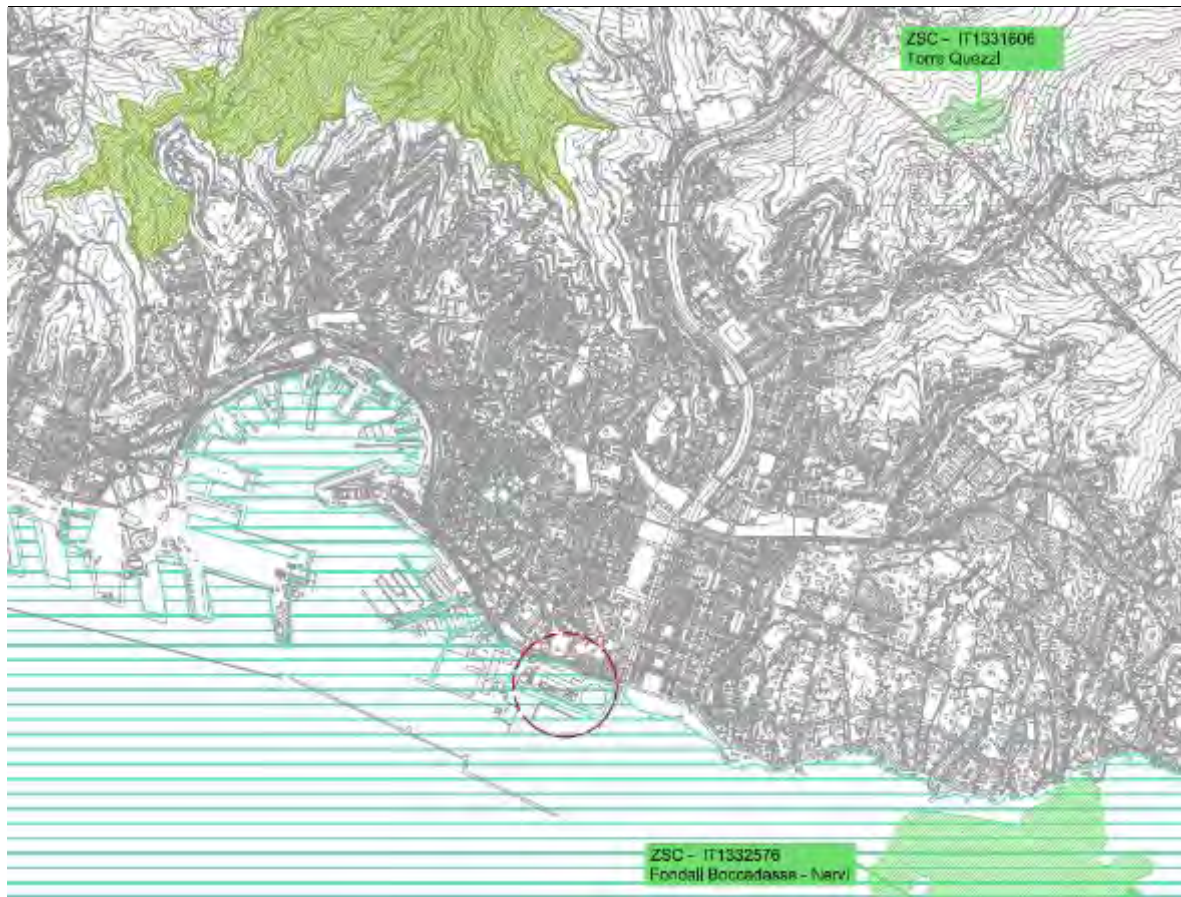 ZSC - IT1331606
Torre Quezzi
ZSC - IT1332576
Fondali Boccadasse - Nervi